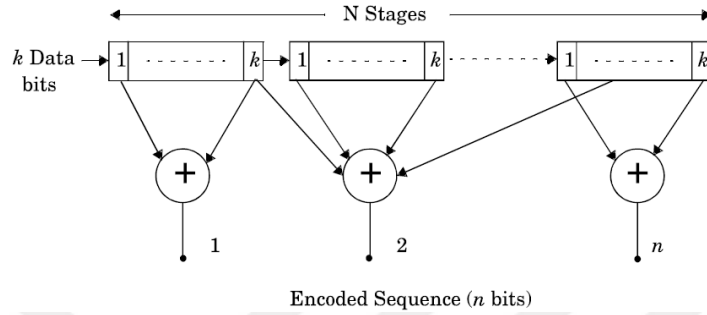 N Stages
k Data bits
1 k 1 k 1 k
+ + +
1 2 n
Encoded Sequence (n bits)